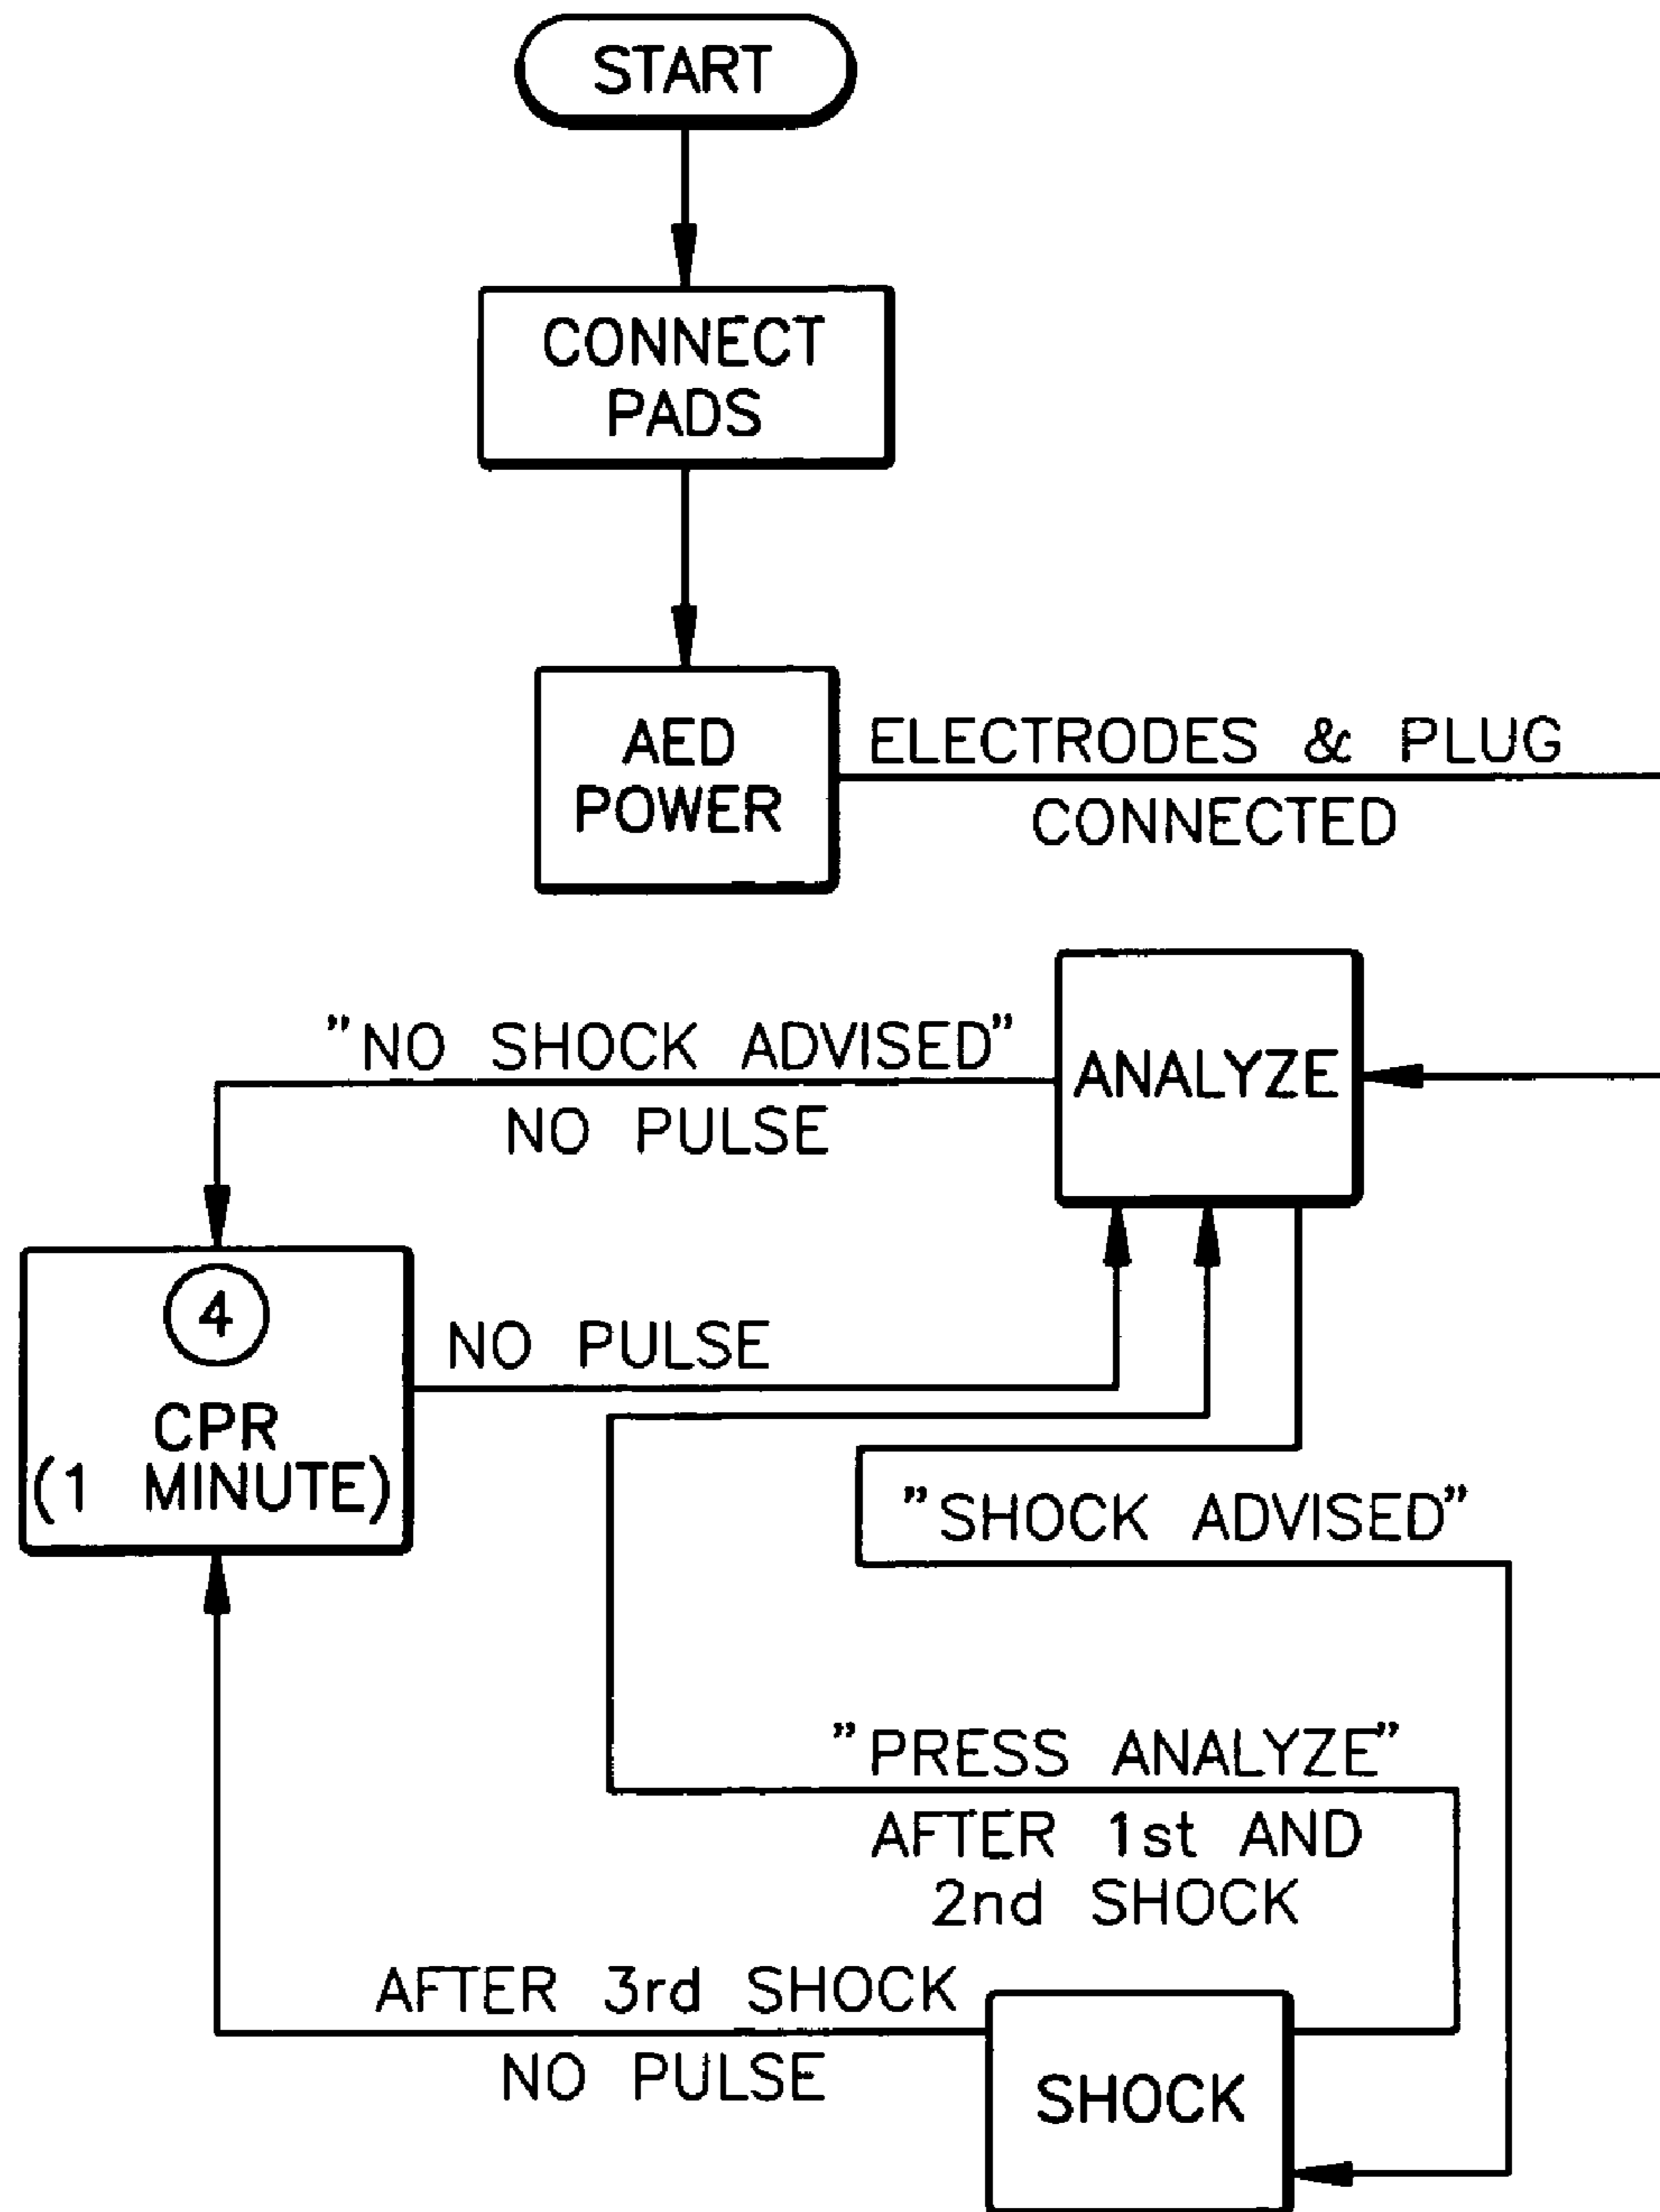 START
CONNECT
PADS
AED
POWER
ELECTRODES & PLUG
CONNECTED
"NO SHOCK ADVISED"
NO PULSE
ANALYZE
4
CPR
(1 MINUTE)
NO PULSE
"SHOCK ADVISED"
"PRESS ANALYZE"
AFTER 1st AND
2nd SHOCK
AFTER 3rd SHOCK
NO PULSE
SHOCK